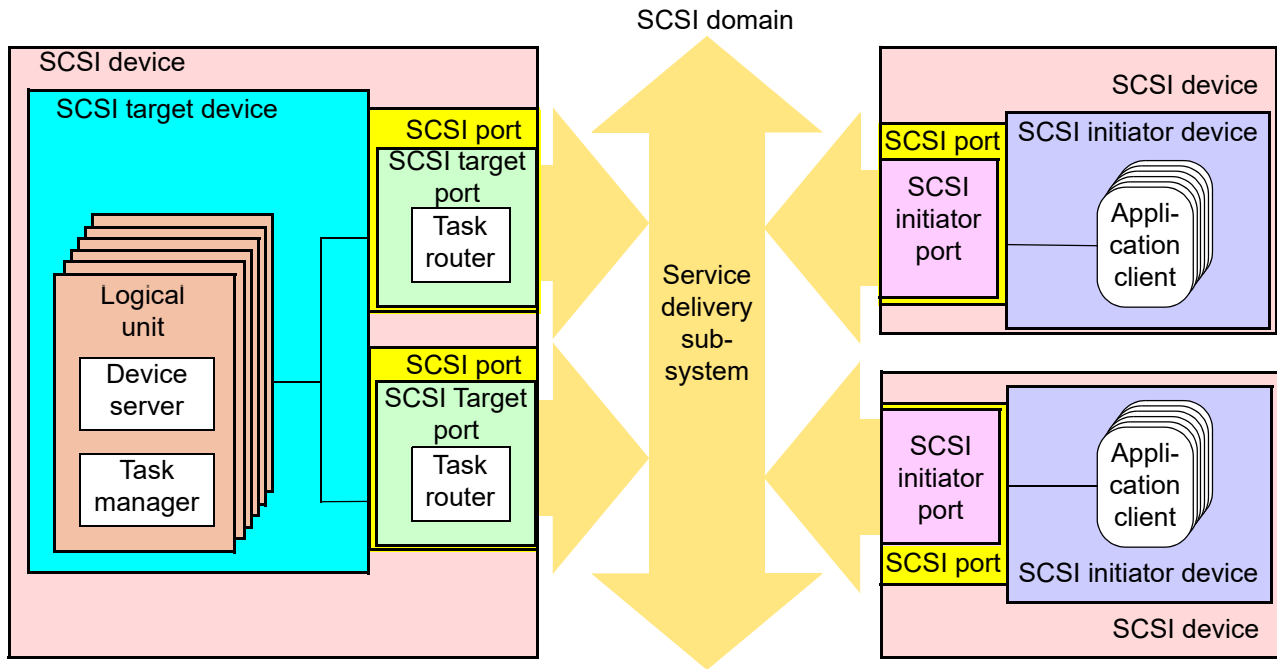 SCSI domain
SCSI device
SCSI target device
SCSI port
SCSI target
port
Task
router
Logical
unit
Device
server
Task
manager
SCSI port
SCSI Target
port
Task
router
Service
delivery
sub-
system
SCSI device
SCSI initiator device
SCSI port
SCSI
initiator
port
Appli-
cation
client
SCSI
initiator
port
Appli-
cation
client
SCSI port
SCSI initiator device
SCSI device